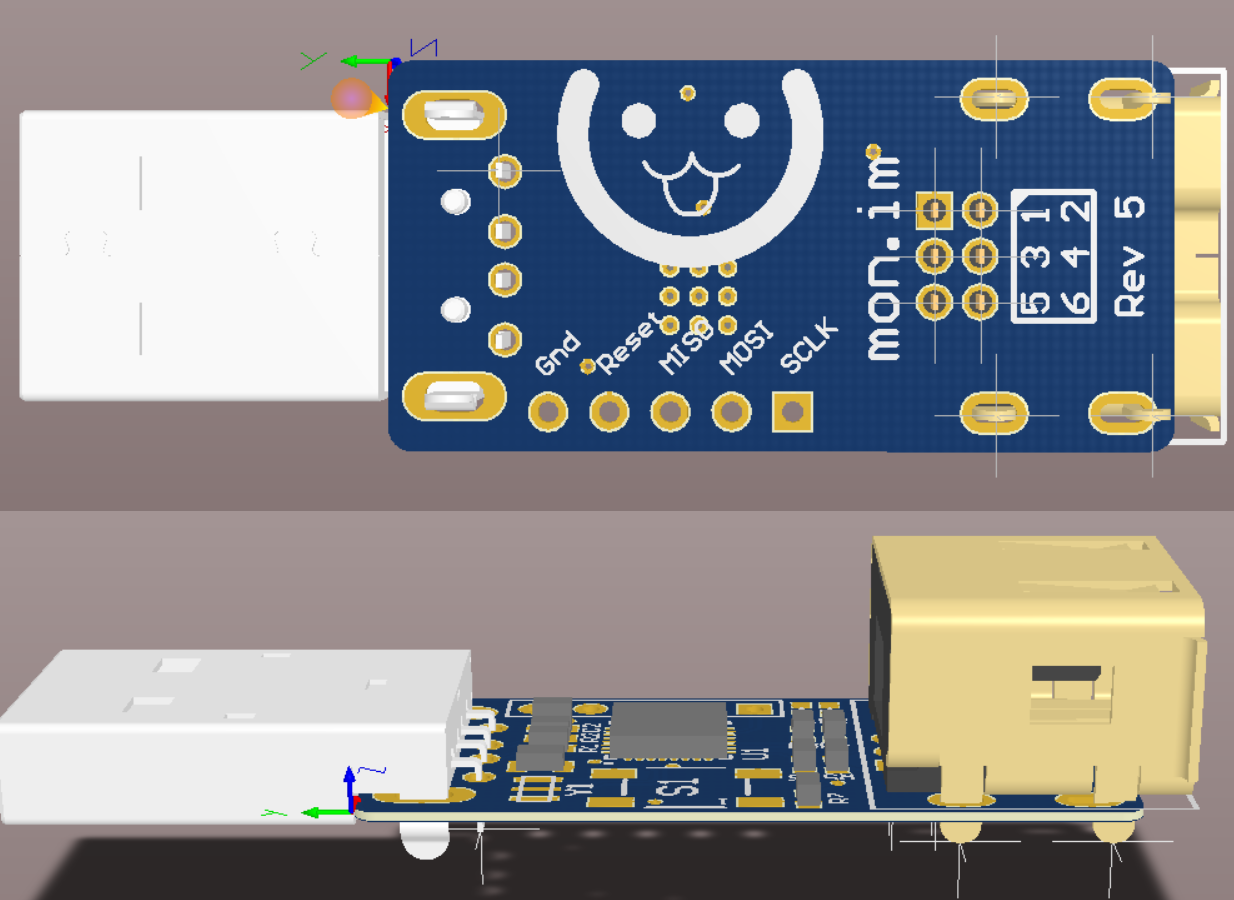 Y Z
mon.im
1 2
3 4
5 6
Rev 5
Gnd
Reset
MISO
MOSI
SCLK
Y1
S1
U1
R7
Z
Y